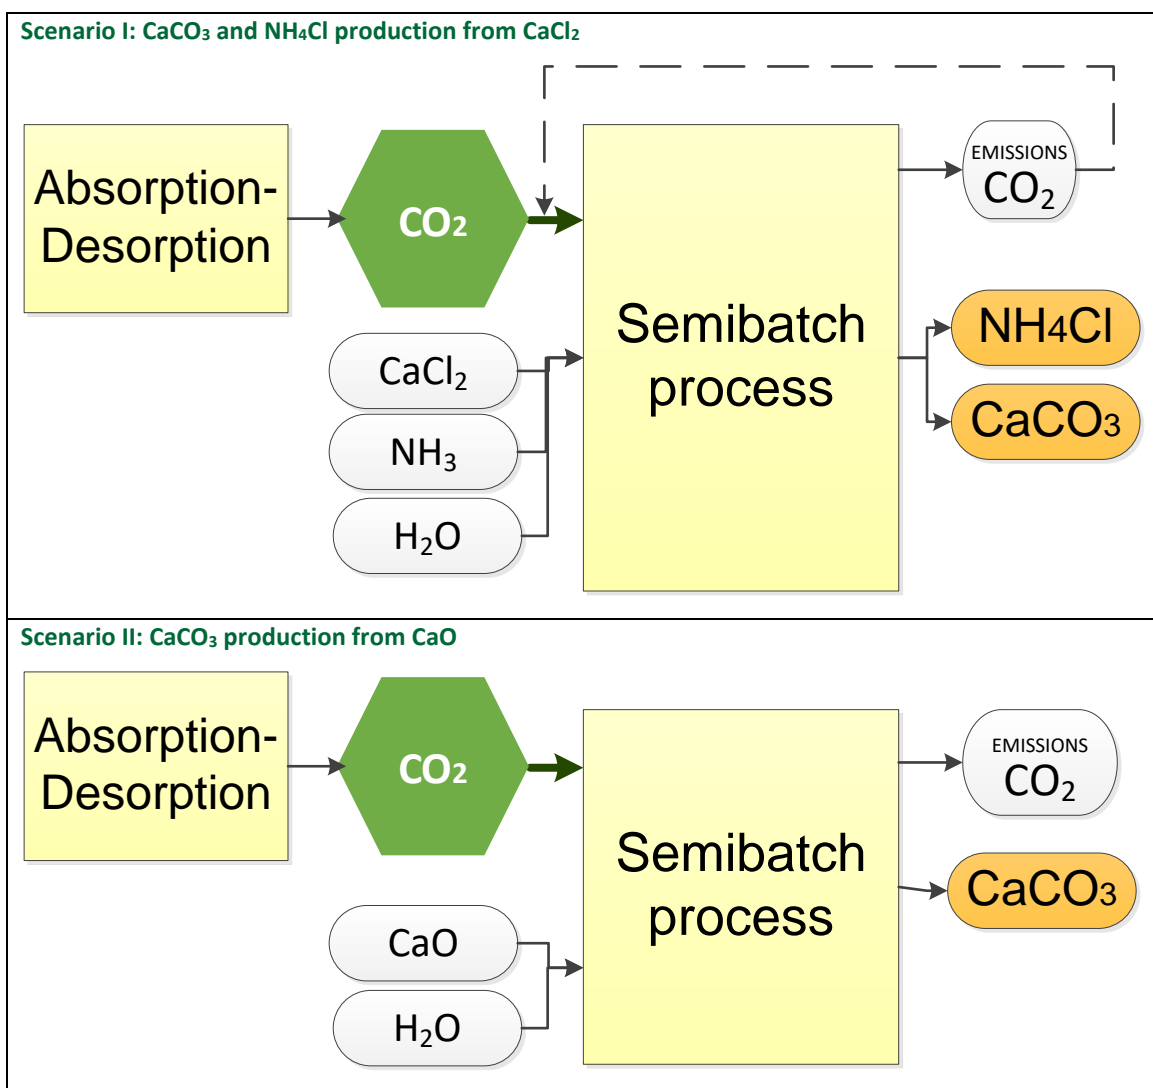 Scenario I: CaCO₃ and NH₄Cl production from CaCl₂
Absorption-
Desorption
CO₂
CaCl₂
NH₃
H₂O
Semibatch
process
EMISSIONS
CO₂
NH₄Cl
CaCO₃
Scenario II: CaCO₃ production from CaO
Absorption-
Desorption
CO₂
CaO
H₂O
Semibatch
process
EMISSIONS
CO₂
CaCO₃